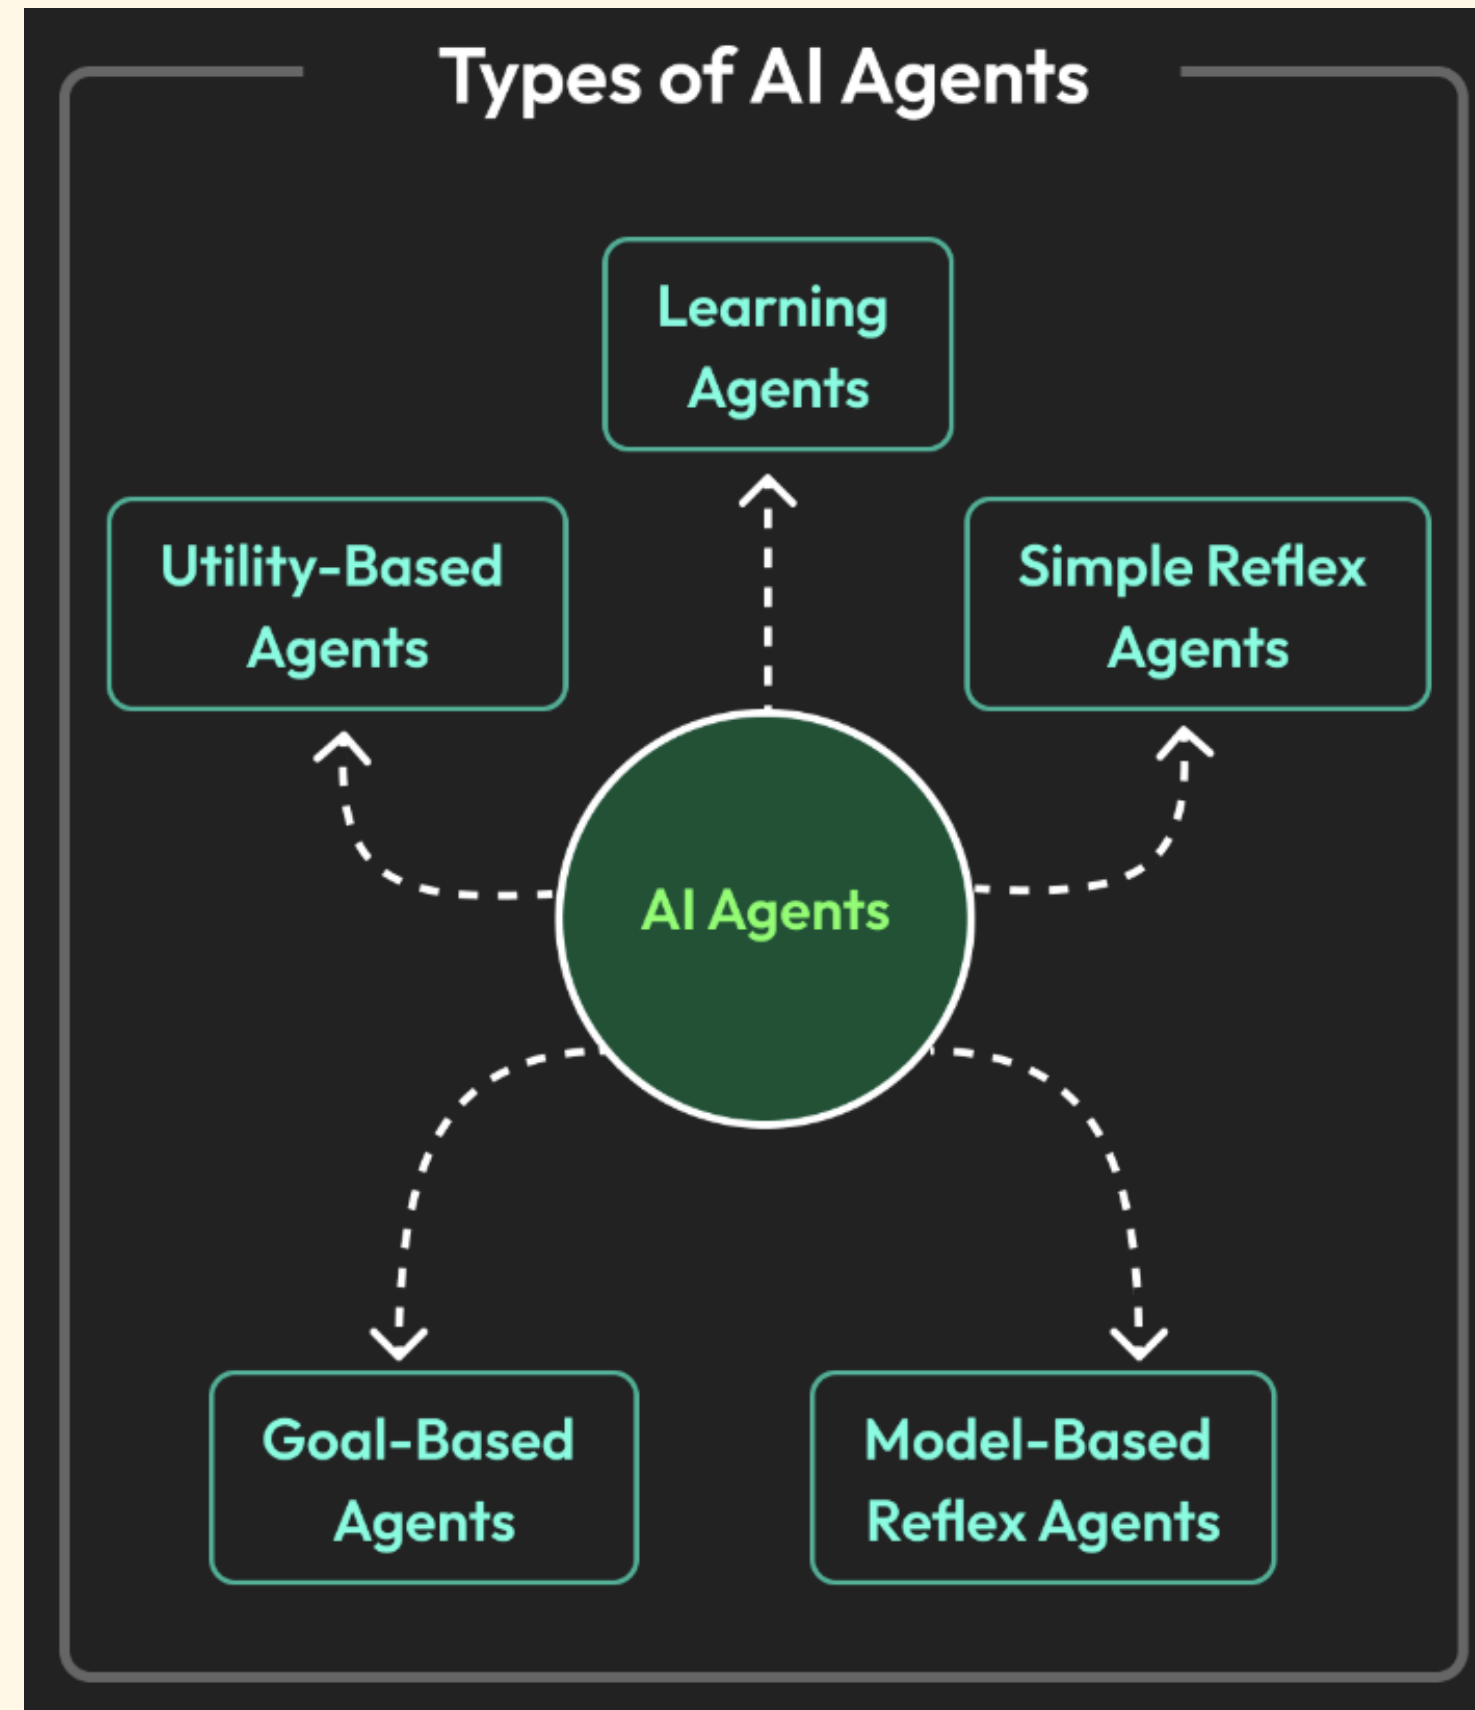 Types of AI Agents
Learning
Agents
Utility-Based
Agents
Simple Reflex
Agents
AI Agents
Goal-Based
Agents
Model-Based
Reflex Agents